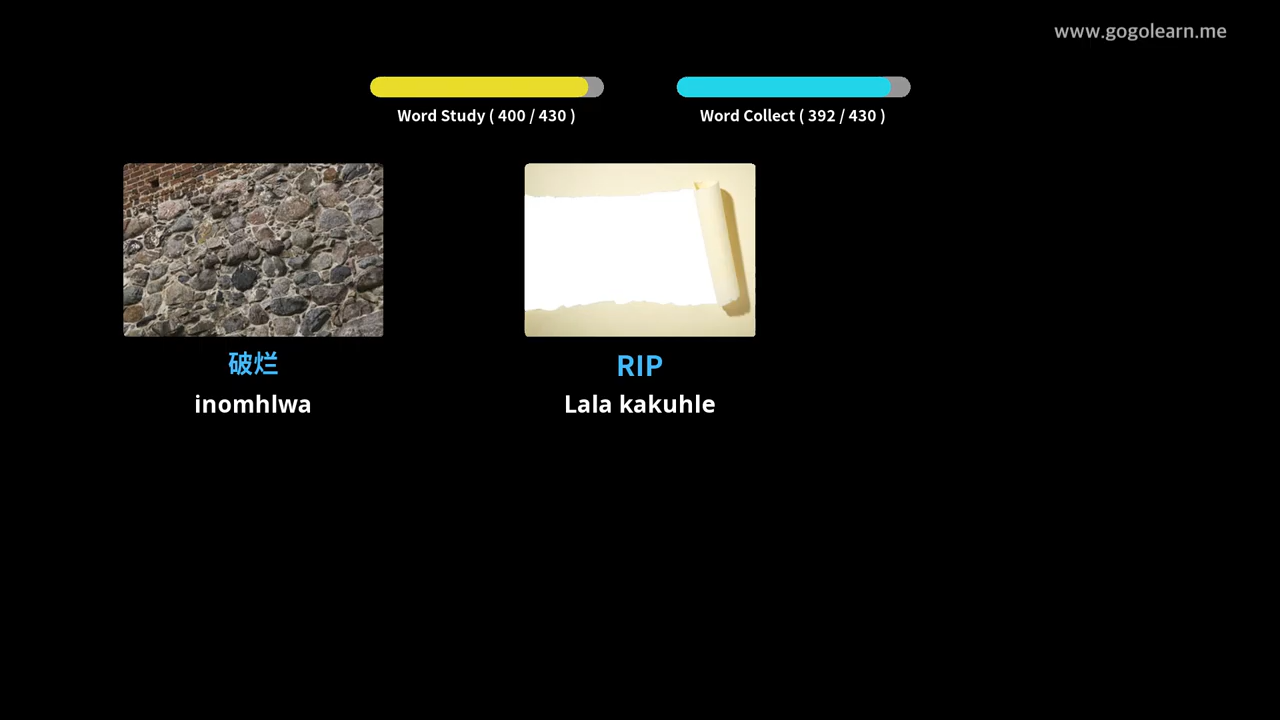 www.gogolearn.me
Word Study ( 400 / 430 )
Word Collect ( 392 / 430 )
破烂
inomhlwa
RIP
Lala kakuhle